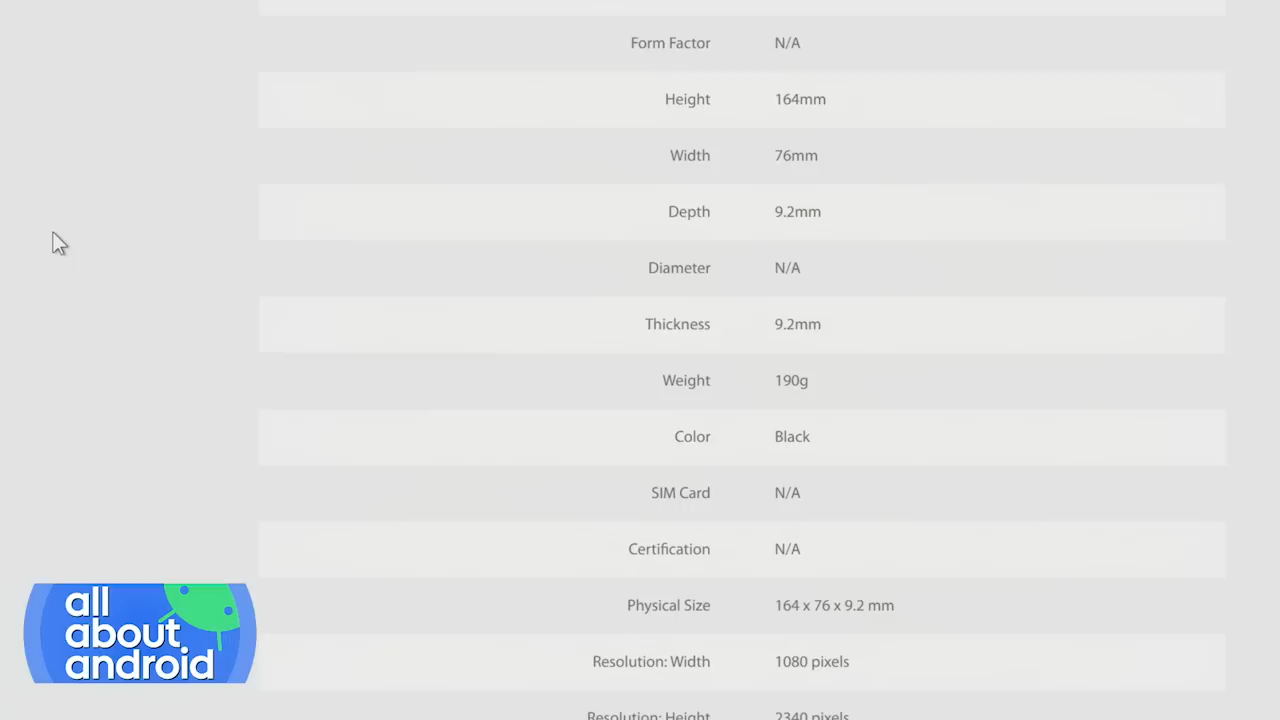 Form Factor N/A
Height 164mm
Width 76mm
Depth 9.2mm
Diameter N/A
Thickness 9.2mm
Weight 190g
Color Black
SIM Card N/A
Certification N/A
Physical Size 164 x 76 x 9.2 mm
Resolution: Width 1080 pixels
Resolution: Height 2340 pixels
all
about
android